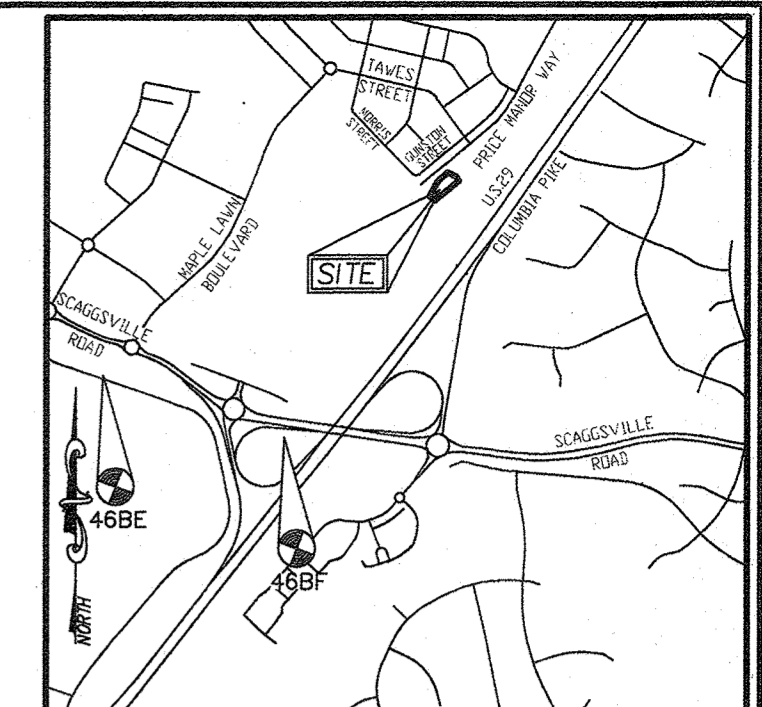 TAWES
STREET
MORRIS
STREET
GUNSTON
STREET
PRICE MANOR WAY
U.S.29
COLUMBIA PIKE
MAPLE LAWN
BOULEVARD
SITE
SCAGGSVILLE
ROAD
SCAGGSVILLE
ROAD
46BE
46BF
NORTH